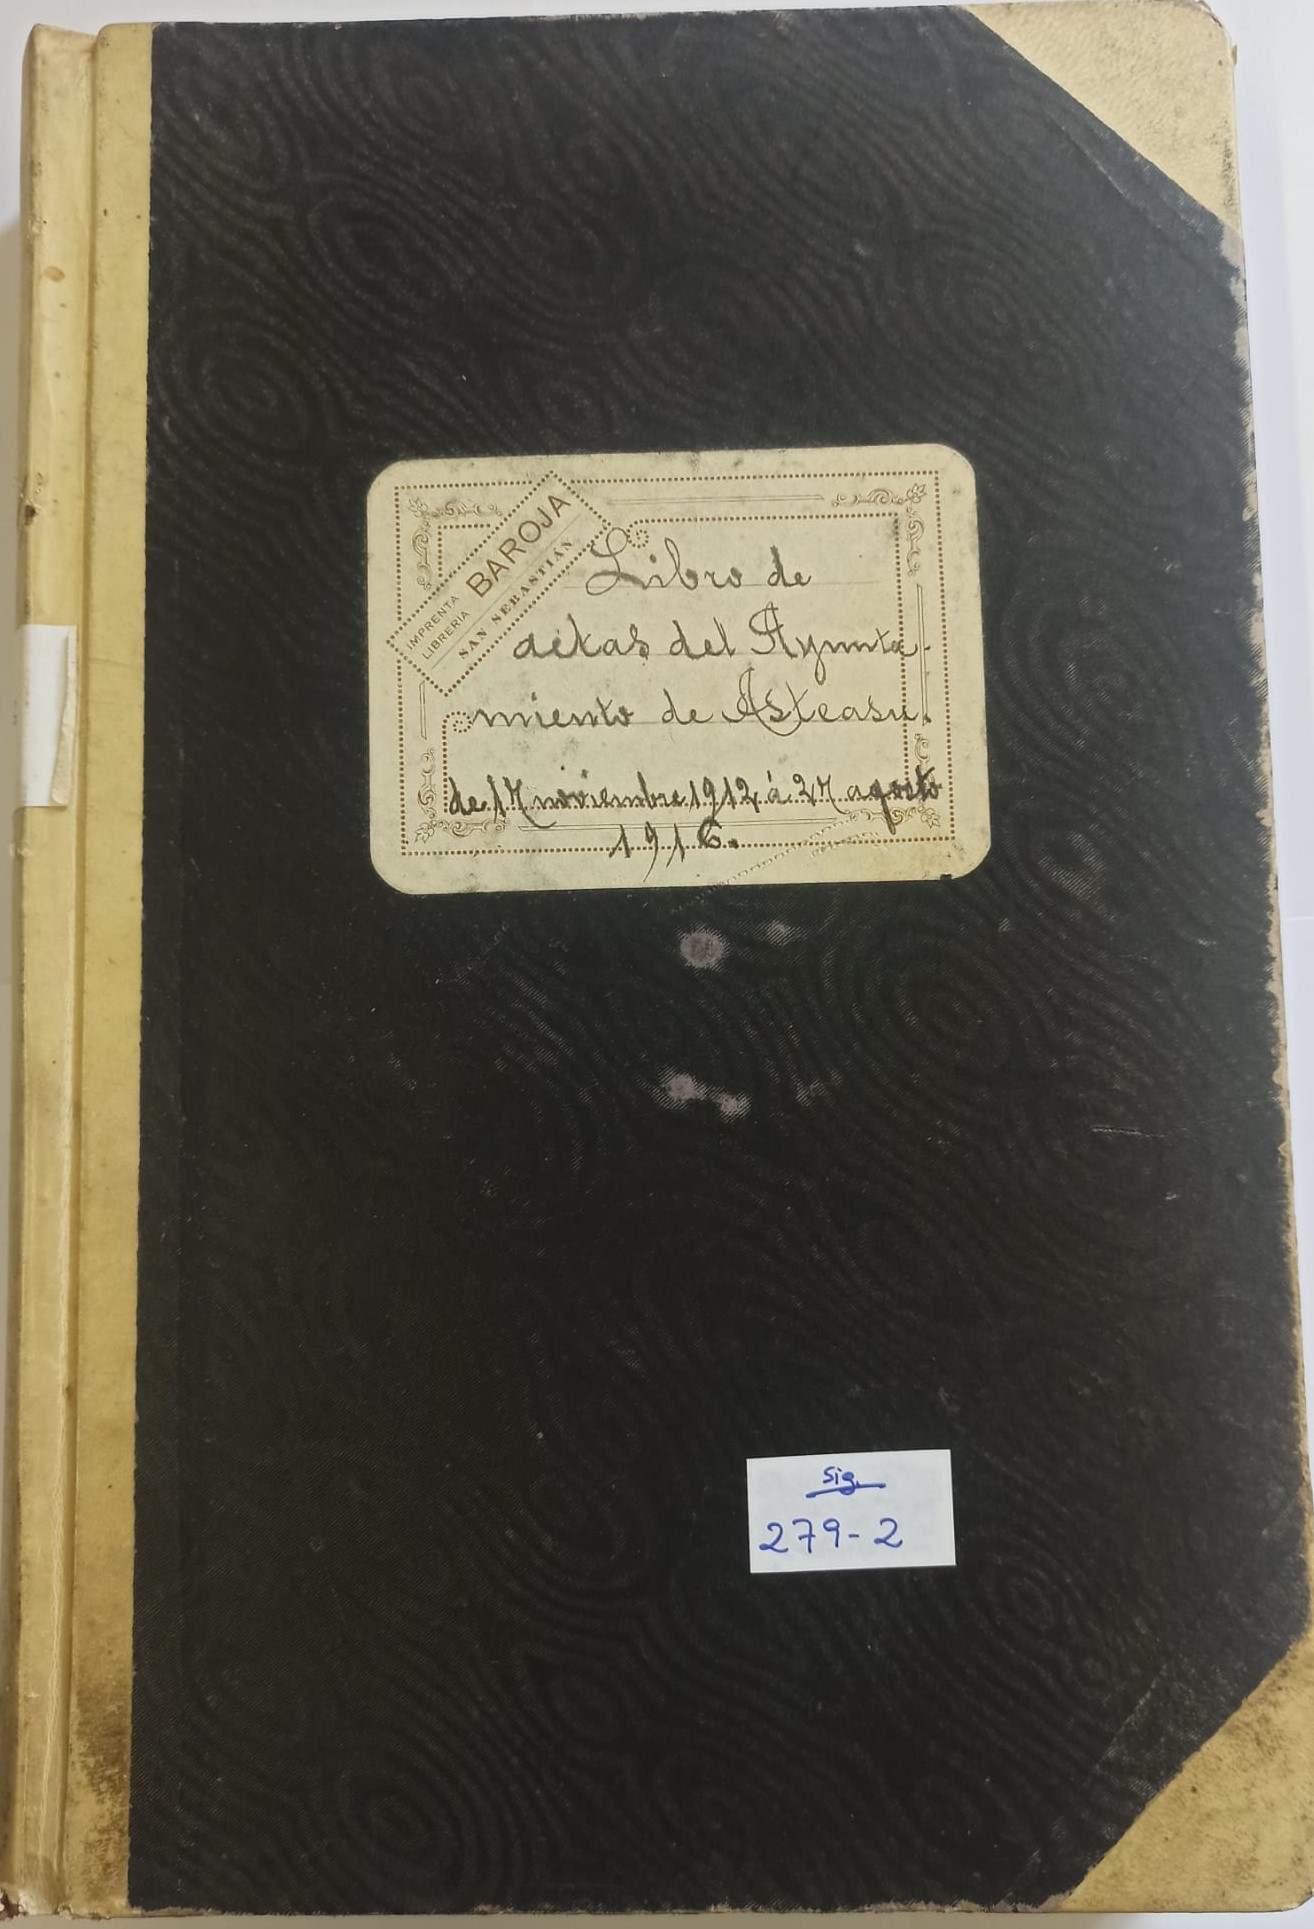 IMPRENTA
LIBRERIA
BAROJA
SAN SEBASTIÁN
Libro de
actas del Ayunta-
miento de Asteasu.
de 17 noviembre 1912 á 27 agosto
1916.
Sig.
279-2